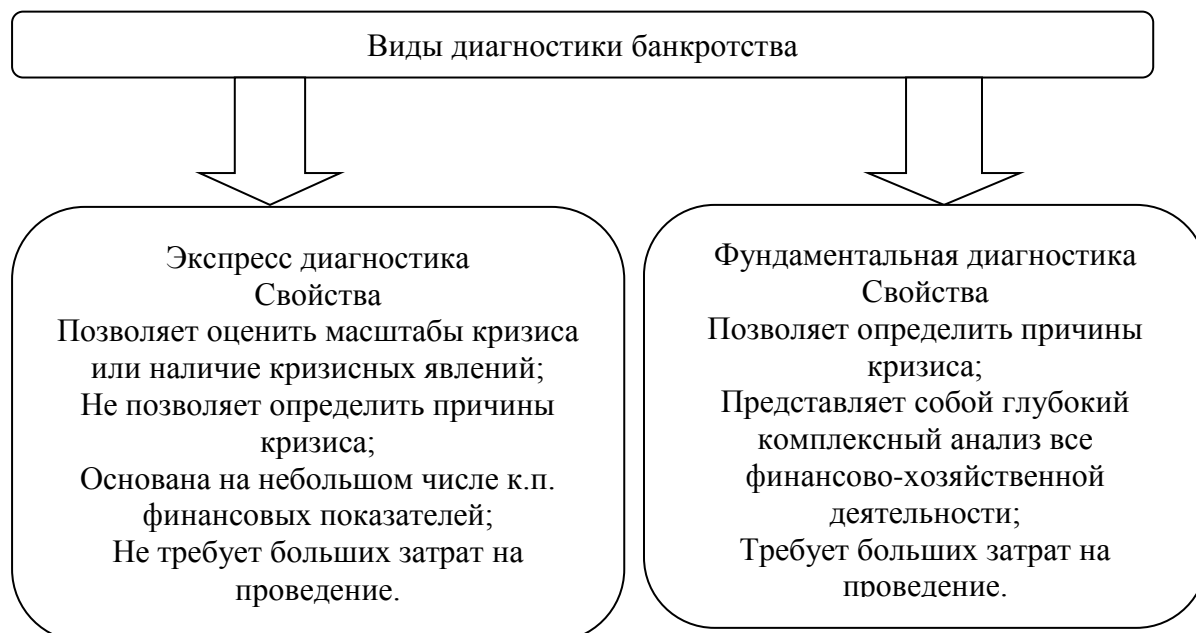 Виды диагностики банкротства
Экспресс диагностика
Свойства
Позволяет оценить масштабы кризиса
или наличие кризисных явлений;
Не позволяет определить причины
кризиса;
Основана на небольшом числе к.п.
финансовых показателей;
Не требует больших затрат на
проведение.
Фундаментальная диагностика
Свойства
Позволяет определить причины
кризиса;
Представляет собой глубокий
комплексный анализ все
финансово-хозяйственной
деятельности;
Требует больших затрат на
проведение.